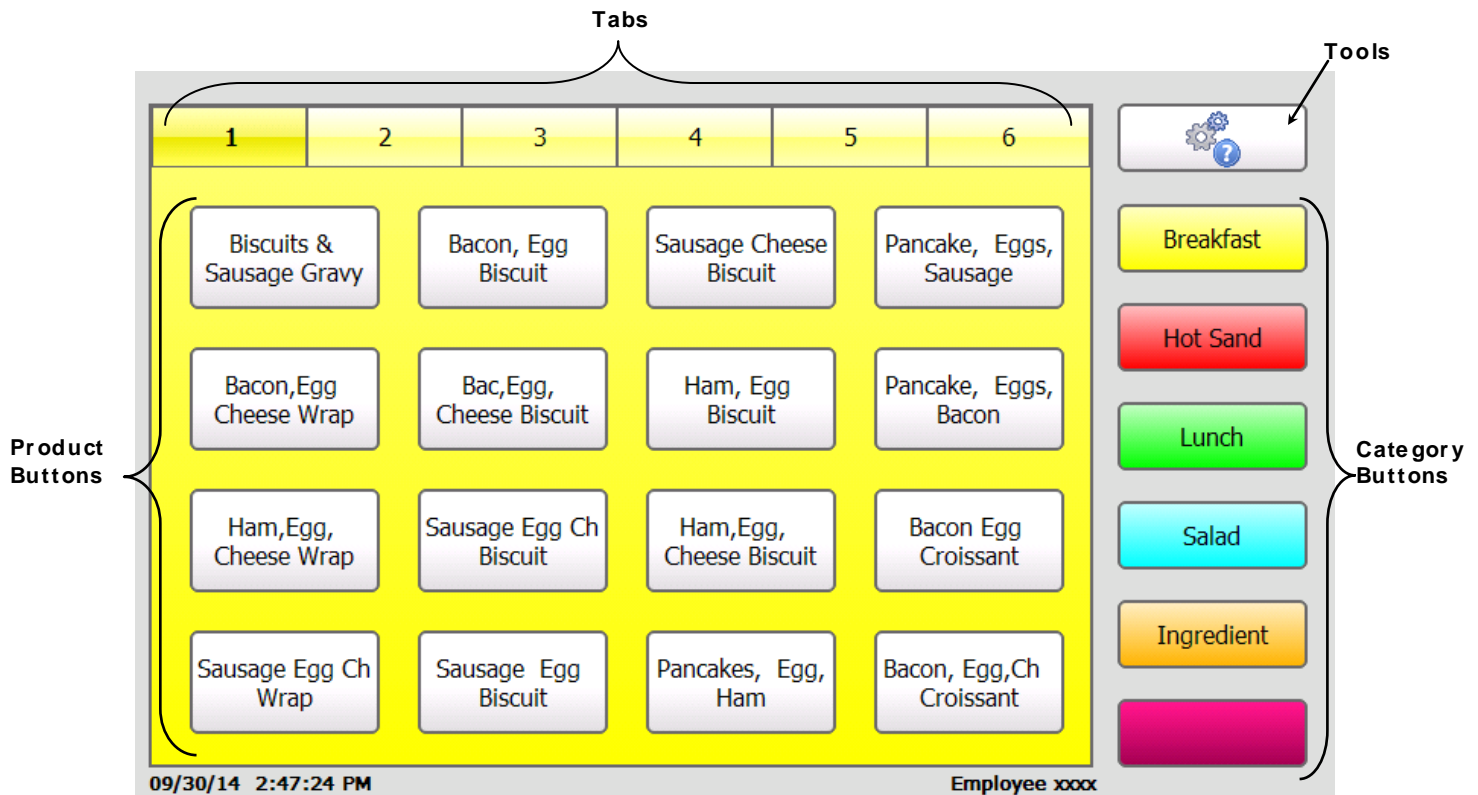 Tabs
Tools
1
2
3
4
5
6
?
Biscuits &
Sausage Gravy
Bacon, Egg
Biscuit
Sausage Cheese
Biscuit
Pancake, Eggs,
Sausage
Breakfast
Hot Sand
Bacon,Egg
Cheese Wrap
Bac,Egg,
Cheese Biscuit
Ham, Egg
Biscuit
Pancake, Eggs,
Bacon
Lunch
Product
Buttons
Category
Buttons
Ham,Egg,
Cheese Wrap
Sausage Egg Ch
Biscuit
Ham,Egg,
Cheese Biscuit
Bacon Egg
Croissant
Salad
Ingredient
Sausage Egg Ch
Wrap
Sausage Egg
Biscuit
Pancakes, Egg,
Ham
Bacon, Egg,Ch
Croissant
09/30/14 2:47:24 PM
Employee xxxx